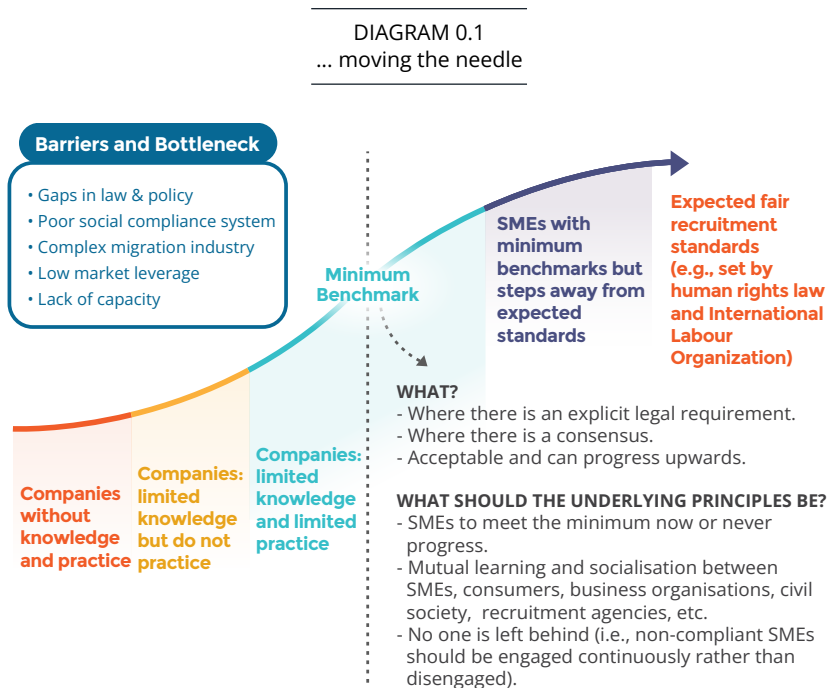 DIAGRAM 0.1
... moving the needle
Barriers and Bottleneck
• Gaps in law & policy
• Poor social compliance system
• Complex migration industry
• Low market leverage
• Lack of capacity
Minimum
Benchmark
SMEs with
minimum
benchmarks but
steps away from
expected
standards
Expected fair
recruitment
standards
(e.g., set by
human rights law
and International
Labour
Organization)
Companies
without
knowledge
and practice
Companies:
limited
knowledge
but do not
practice
Companies:
limited
knowledge
and limited
practice
WHAT?
- Where there is an explicit legal requirement.
- Where there is a consensus.
- Acceptable and can progress upwards.
WHAT SHOULD THE UNDERLYING PRINCIPLES BE?
- SMEs to meet the minimum now or never
progress.
- Mutual learning and socialisation between
SMEs, consumers, business organisations, civil
society, recruitment agencies, etc.
- No one is left behind (i.e., non-compliant SMEs
should be engaged continuously rather than
disengaged).